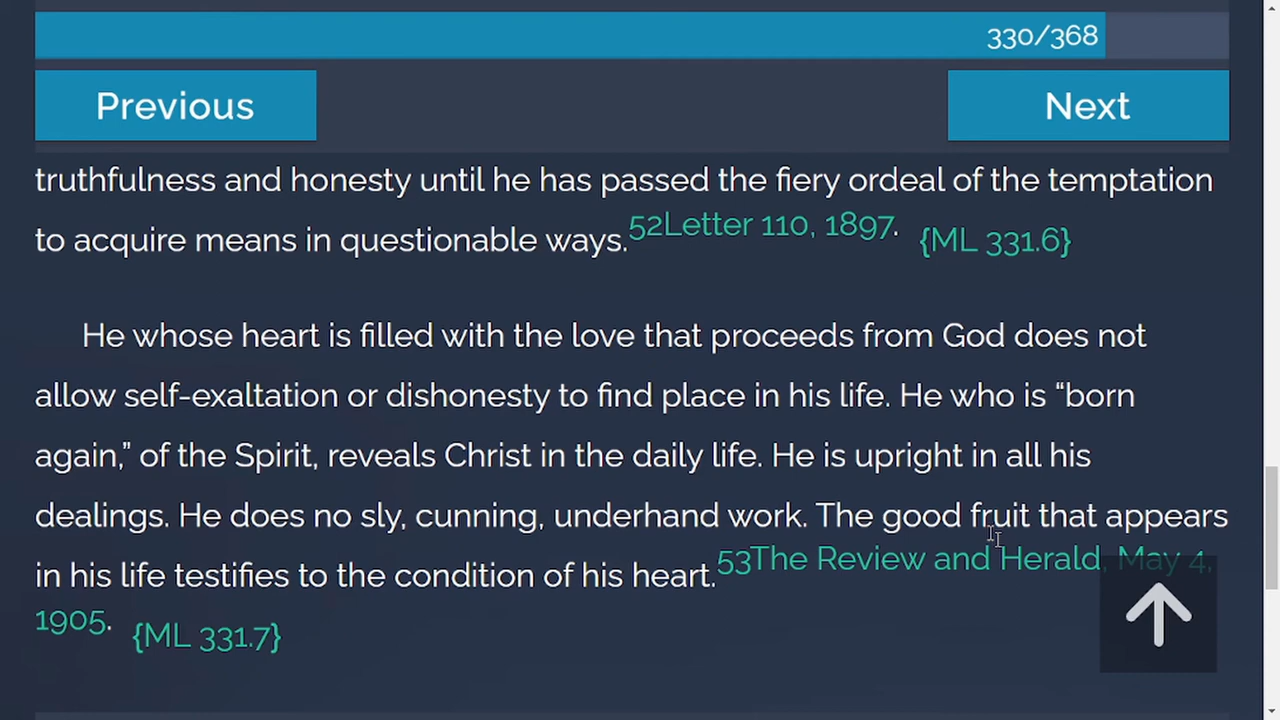 330/368
Previous
Next
truthfulness and honesty until he has passed the fiery ordeal of the temptation
to acquire means in questionable ways.52Letter 110, 1897. {ML 331.6}
He whose heart is filled with the love that proceeds from God does not
allow self-exaltation or dishonesty to find place in his life. He who is “born
again,” of the Spirit, reveals Christ in the daily life. He is upright in all his
dealings. He does no sly, cunning, underhand work. The good fruit that appears
in his life testifies to the condition of his heart.53The Review and Herald, May 4,
1905. {ML 331.7}